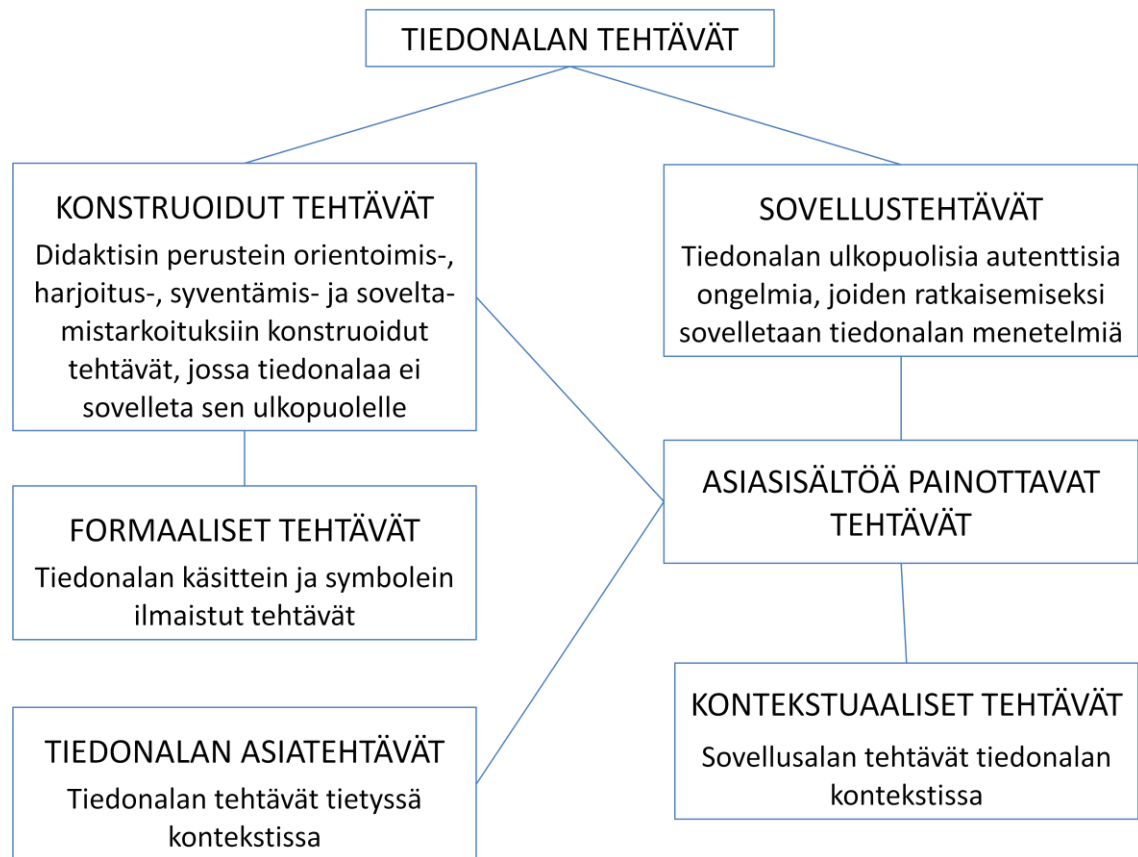 TIEDONALAN TEHTÄVÄT
KONSTRUOIDUT TEHTÄVÄT
Didaktisin perustein orientoimis-,
harjoitus-, syventämis- ja sovelta-
mistarkoituksiin konstruoidut
tehtävät, jossa tiedonalaa ei
sovelleta sen ulkopuolelle
SOVELLUSTEHTÄVÄT
Tiedonalan ulkopuolisia autenttisia
ongelmia, joiden ratkaisemiseksi
sovelletaan tiedonalan menetelmiä
FORMAALISET TEHTÄVÄT
Tiedonalan käsittein ja symbolein
ilmaistut tehtävät
ASIASISÄLTÖÄ PAINOTTAVAT
TEHTÄVÄT
TIEDONALAN ASIATEHTÄVÄT
Tiedonalan tehtävät tietyssä
kontekstissa
KONTEKSTUAALISET TEHTÄVÄT
Sovellusalan tehtävät tiedonalan
kontekstissa